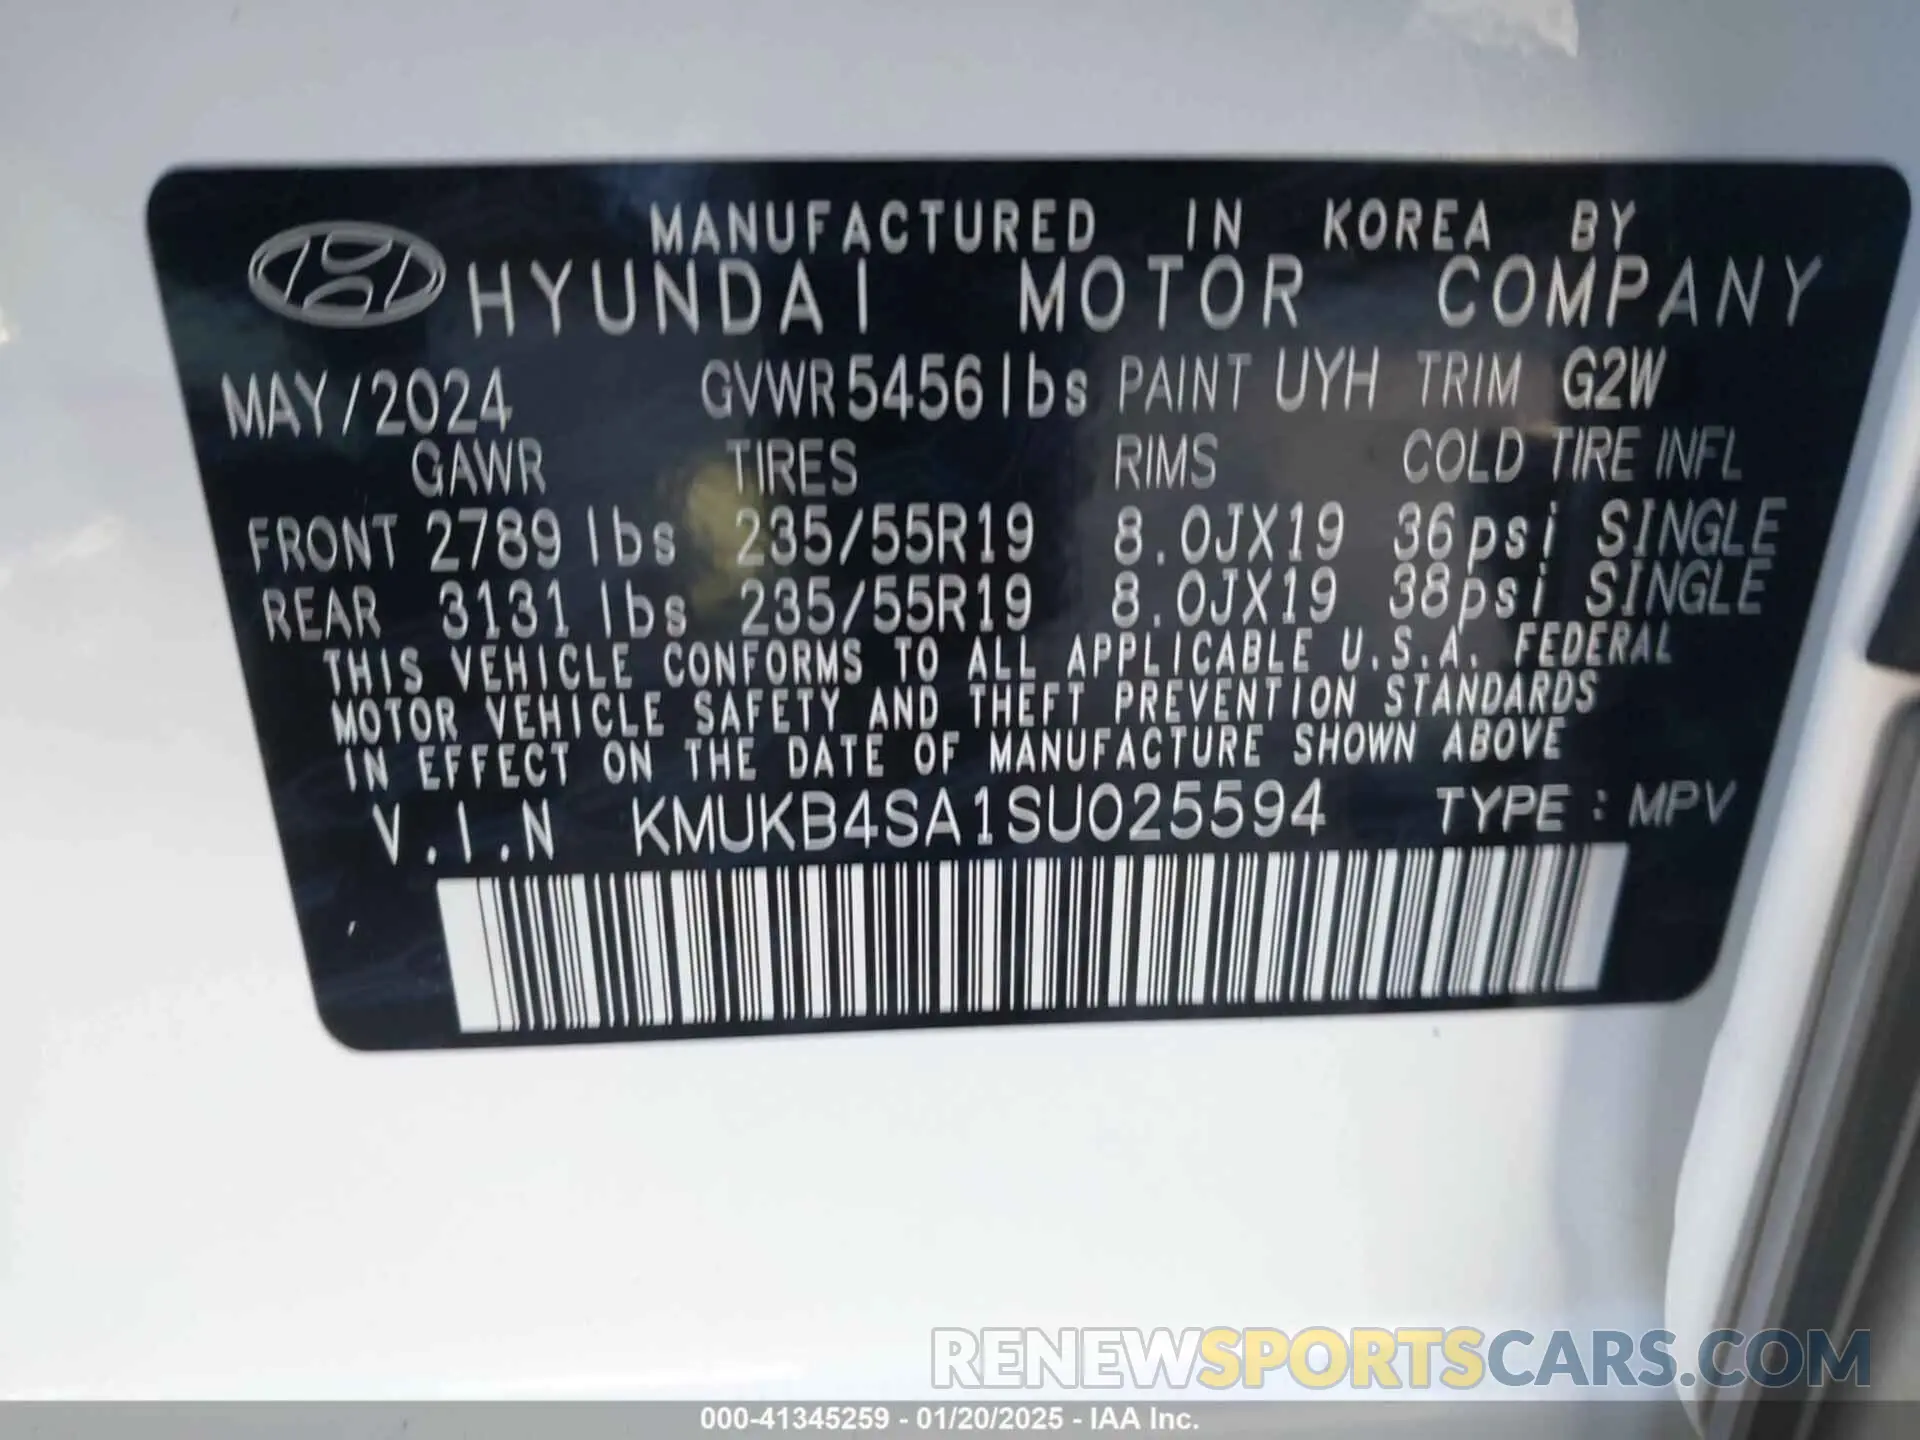 MANUFACTURED IN KOREA BY
HYUNDAI MOTOR COMPANY
MAY/2024 GVWR 5456 lbs PAINT UYH TRIM G2W
GAWR TIRES RIMS COLD TIRE INFL
FRONT 2789 lbs 235/55R19 8.0JX19 36psi SINGLE
REAR 3131 lbs 235/55R19 8.0JX19 38psi SINGLE
THIS VEHICLE CONFORMS TO ALL APPLICABLE U.S.A. FEDERAL
MOTOR VEHICLE SAFETY AND THEFT PREVENTION STANDARDS
IN EFFECT ON THE DATE OF MANUFACTURE SHOWN ABOVE
V.I.N KMUKB4SA1SU025594 TYPE : MPV
RENEWSPORTSCARS.COM
000-41345259 - 01/20/2025 - IAA Inc.